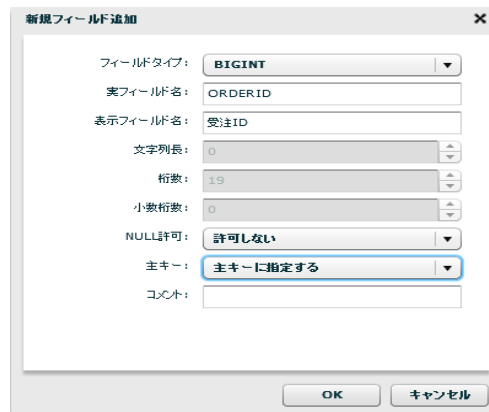 新規フィールド追加
フィールドタイプ: BIGINT
実フィールド名: ORDERID
表示フィールド名: 受注ID
文字列長: 0
桁数: 19
小数桁数: 0
NULL許可: 許可しない
主キー: 主キーに指定する
コメント:
OK キャンセル